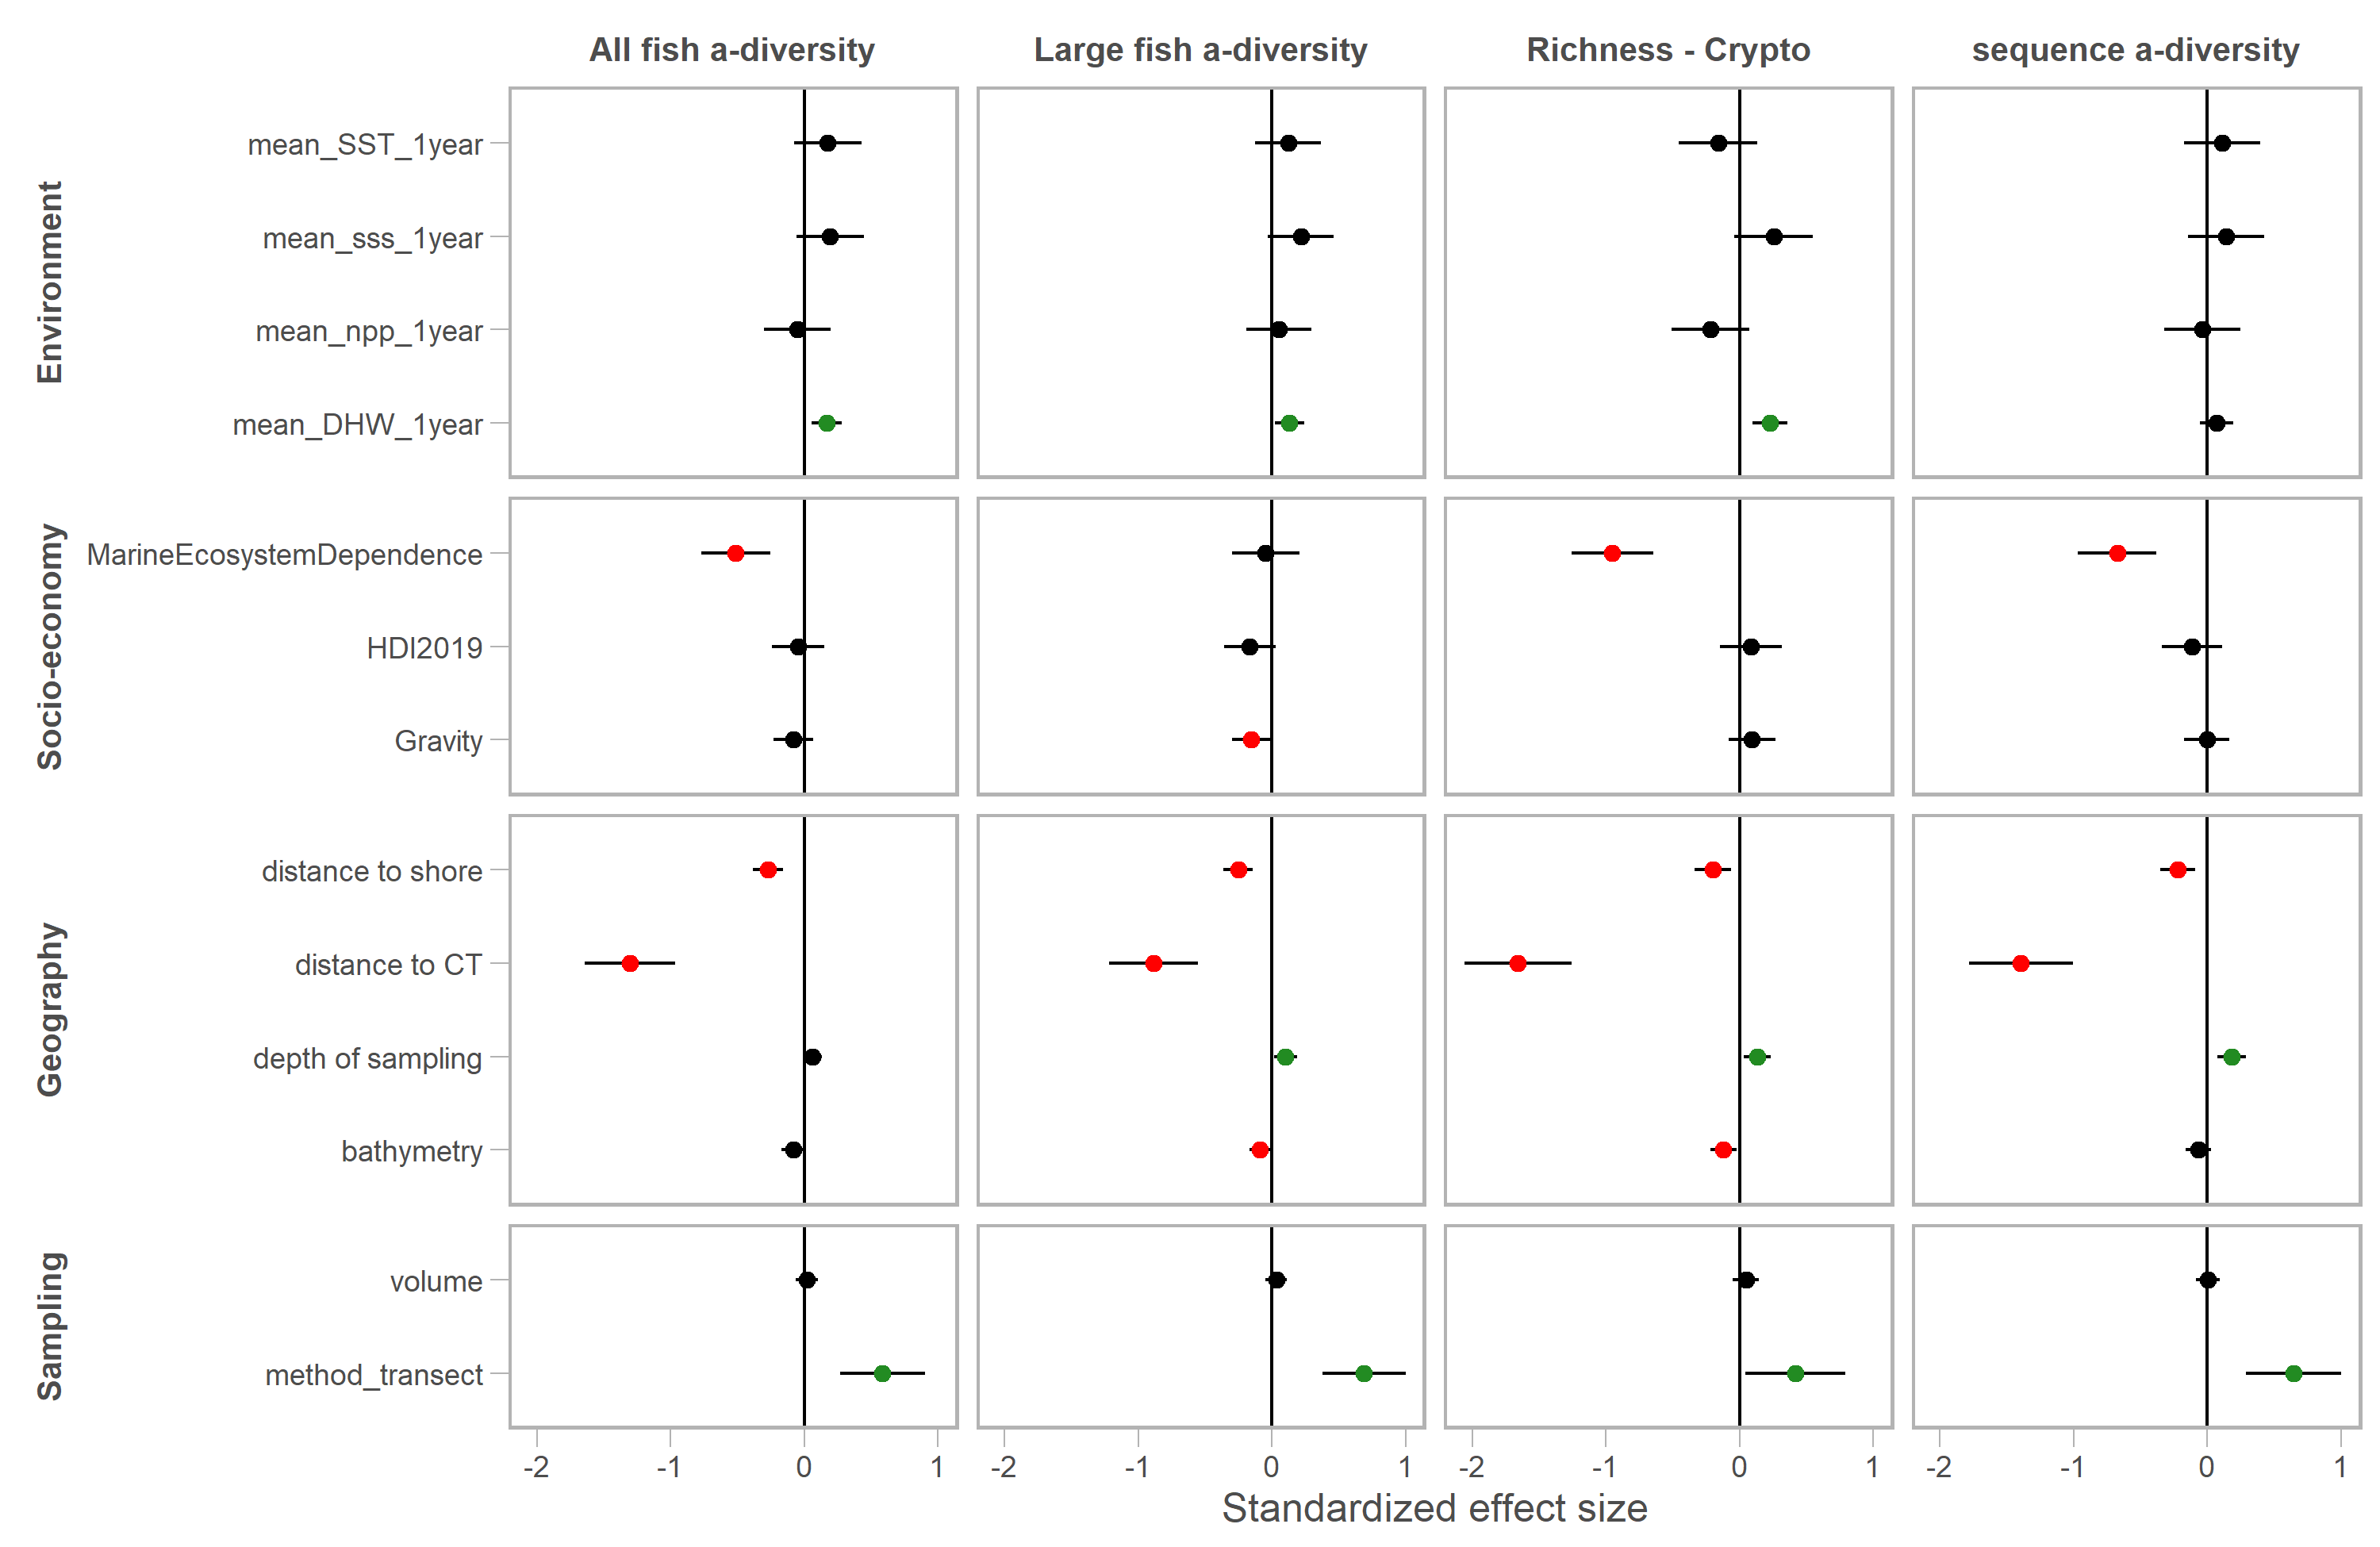 All fish a-diversity
Large fish a-diversity
Richness - Crypto
sequence a-diversity
Environment
mean_SST_1year
mean_sss_1year
mean_npp_1year
mean_DHW_1year
Socio-economy
MarineEcosystemDependence
HDI2019
Gravity
Geography
distance to shore
distance to CT
depth of sampling
bathymetry
Sampling
volume
method_transect
-2 -1 0 1
-2 -1 0 1
-2 -1 0 1
-2 -1 0 1
Standardized effect size